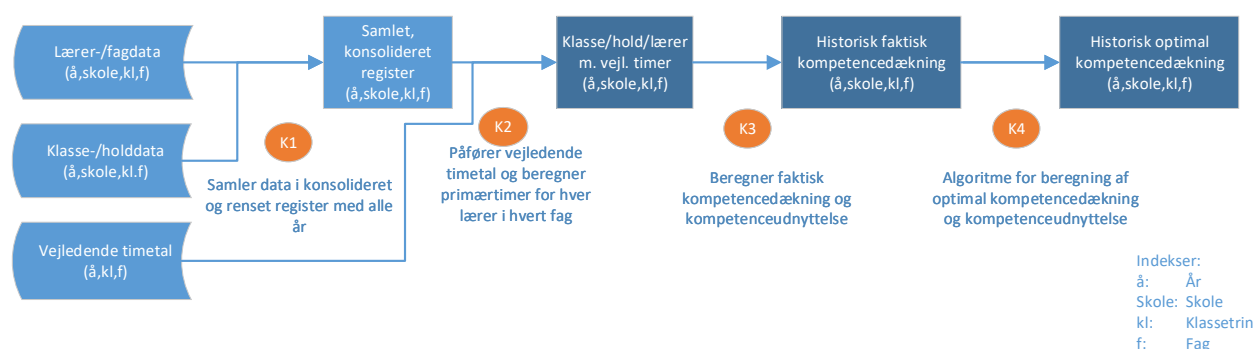 Lærer-/fagdata
(å,skole,kl,f)
Klasse-/holddata
(å,skole,kl.f)
Vejledende timetal
(å,kl,f)
Samlet,
konsolideret
register
(å,skole,kl,f)
Klasse/hold/lærer
m. vejl. timer
(å,skole,kl,f)
Historisk faktisk
kompetencedækning
(å,skole,kl,f)
Historisk optimal
kompetencedækning
(å,skole,kl,f)
K1
Samler data i konsolideret
og renset register med alle
år
K2
Påfører vejledende
timetal og beregner
primærtimer for hver
lærer i hvert fag
K3
Beregner faktisk
kompetencedækning og
kompetenceudnyttelse
K4
Algoritme for beregning af
optimal kompetencedækning
og kompetenceudnyttelse
Indekser:
å: År
Skole: Skole
kl: Klassetrin
f: Fag